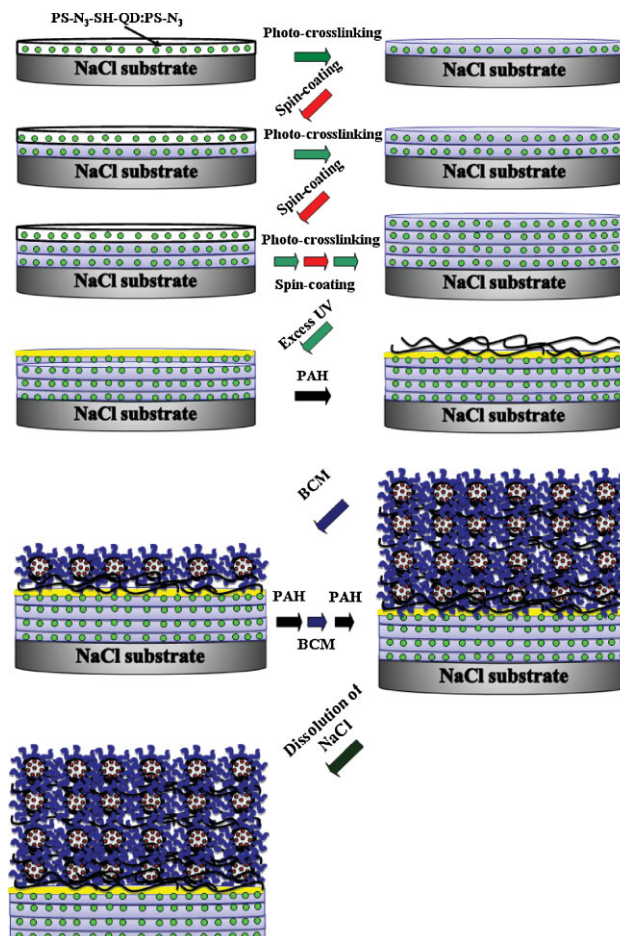 PS-N3-SH-QD:PS-N3
NaCl substrate
Photo-crosslinking
NaCl substrate
Spin-coating
NaCl substrate
Photo-crosslinking
NaCl substrate
Spin-coating
NaCl substrate
Photo-crosslinking
Spin-coating
NaCl substrate
Excess UV
NaCl substrate
PAH
NaCl substrate
BCM
NaCl substrate
PAH
PAH
BCM
NaCl substrate
Dissolution of
NaCl